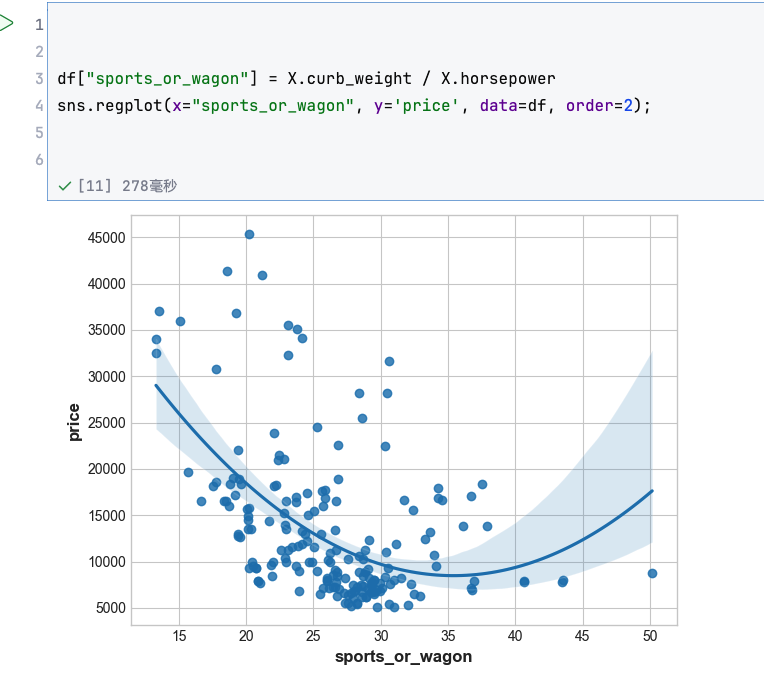 1
2
3 df["sports_or_wagon"] = X.curb_weight / X.horsepower
4 sns.regplot(x="sports_or_wagon", y='price', data=df, order=2);
5
6
[11] 278毫秒
45000
40000
35000
30000
25000
20000
15000
10000
5000
price
15 20 25 30 35 40 45 50
sports_or_wagon